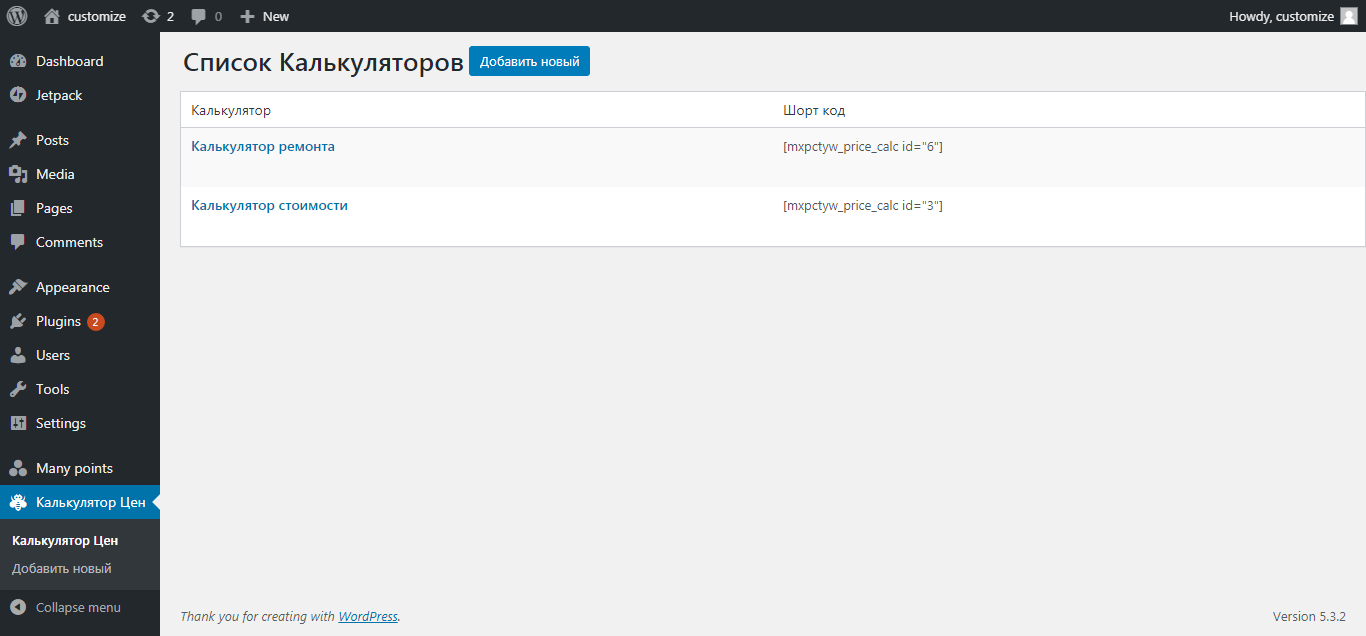 customize 2 0 New Howdy, customize
Dashboard
Jetpack
Posts
Media
Pages
Comments
Appearance
Plugins 2
Users
Tools
Settings
Many points
Калькулятор Цен
Калькулятор Цен
Добавить новый
Collapse menu
Список Калькуляторов Добавить новый
Калькулятор Шорт код
Калькулятор ремонта [mxpctyw_price_calc id="6"]
Калькулятор стоимости [mxpctyw_price_calc id="3"]
Thank you for creating with WordPress. Version 5.3.2